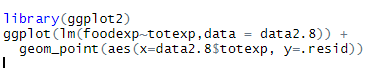 library(ggplot2)
ggplot(lm(foodexp~totexp,data = data2.8)) +
  geom_point(aes(x=data2.8$totexp, y=.resid))